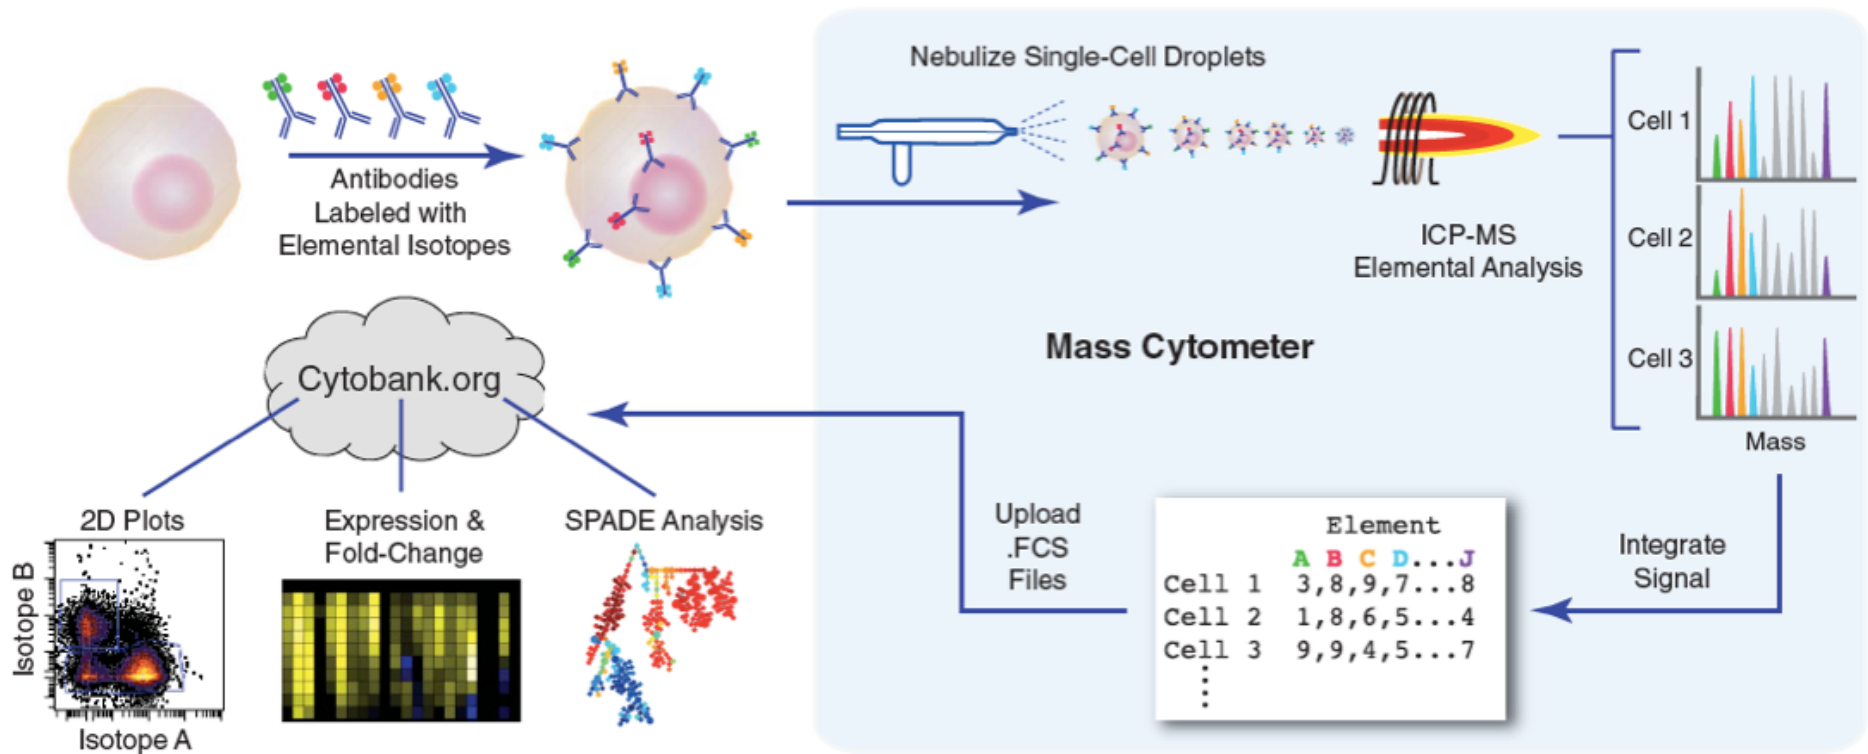 Antibodies
Labeled with
Elemental Isotopes
Nebulize Single-Cell Droplets
ICP-MS
Elemental Analysis
Cell 1
Cell 2
Cell 3
Mass
Mass Cytometer
Integrate
Signal
Element
A B C D...J
Cell 1 3,8,9,7...8
Cell 2 1,8,6,5...4
Cell 3 9,9,4,5...7
Upload
.FCS
Files
Cytobank.org
2D Plots
Isotope B
Isotope A
Expression &
Fold-Change
SPADE Analysis